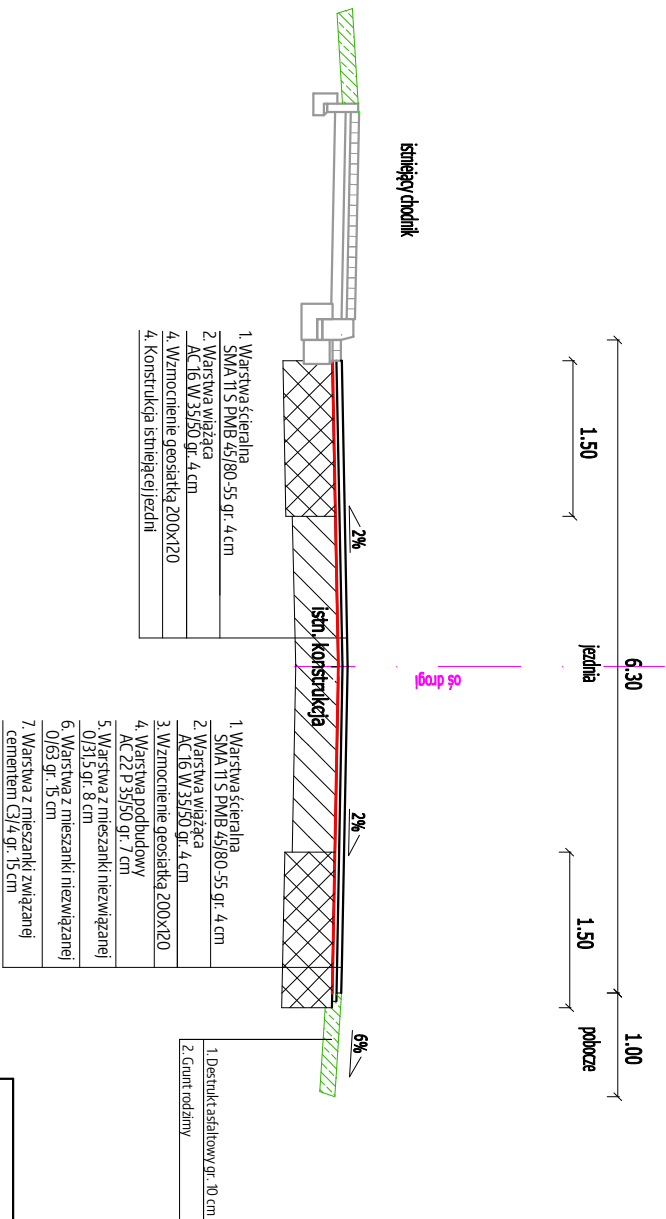 6.30
1.00
jezdnia
pobocze
1.50
1.50
oś drogi
istniejący chodnik
2%
2%
6%
istn. konstrukcja
1. Warstwa ścieralna
SMA 11 S PMB 45/80-55 gr. 4 cm
2. Warstwa wiążąca
AC 16 W 35/50 gr. 4 cm
4. Wzmocnienie geosiatką 200x120
4. Konstrukcja istniejącej jezdni
1. Warstwa ścieralna
SMA 11 S PMB 45/80-55 gr. 4 cm
2. Warstwa wiążąca
AC 16 W 35/50 gr. 4 cm
3. Wzmocnienie geosiatką 200x120
4. Warstwa podbudowy
AC 22 P 35/50 gr. 7 cm
5. Warstwa z mieszanki niezwiązanej
0/31,5 gr. 8 cm
6. Warstwa z mieszanki niezwiązanej
0/63 gr. 15 cm
7. Warstwa z mieszanki związanej
cementem C3/4 gr. 15 cm
1. Destrukt asfaltowy gr. 10 cm
2. Grunt rodzimy